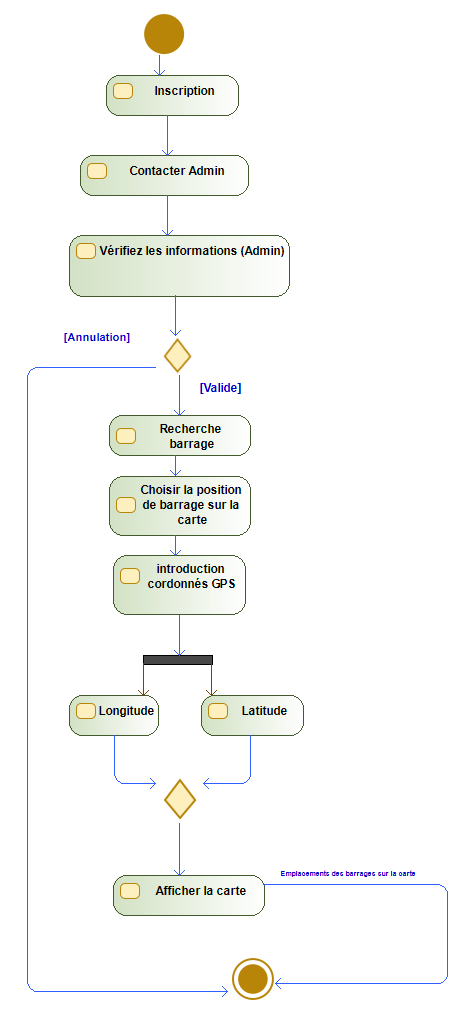 Inscription
Contacter Admin
Vérifiez les informations (Admin)
[Annulation]
[Valide]
Recherche
barrage
Choisir la position
de barrage sur la
carte
introduction
cordonnés GPS
Longitude
Latitude
Afficher la carte
Emplacements des barrages sur la carte